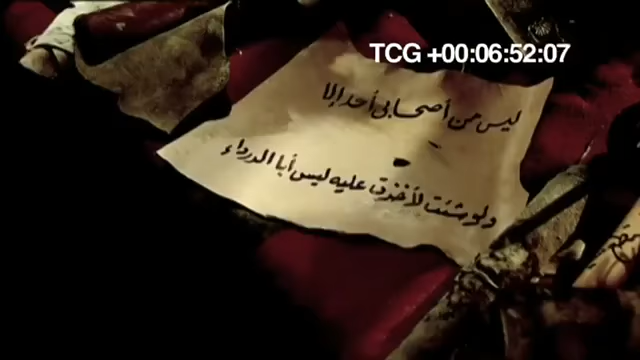 TCG +00:06:52:07
ليس من أصحابي أحد إلا
ولو شئت لأخذت عليه ليس أبا الدرداء